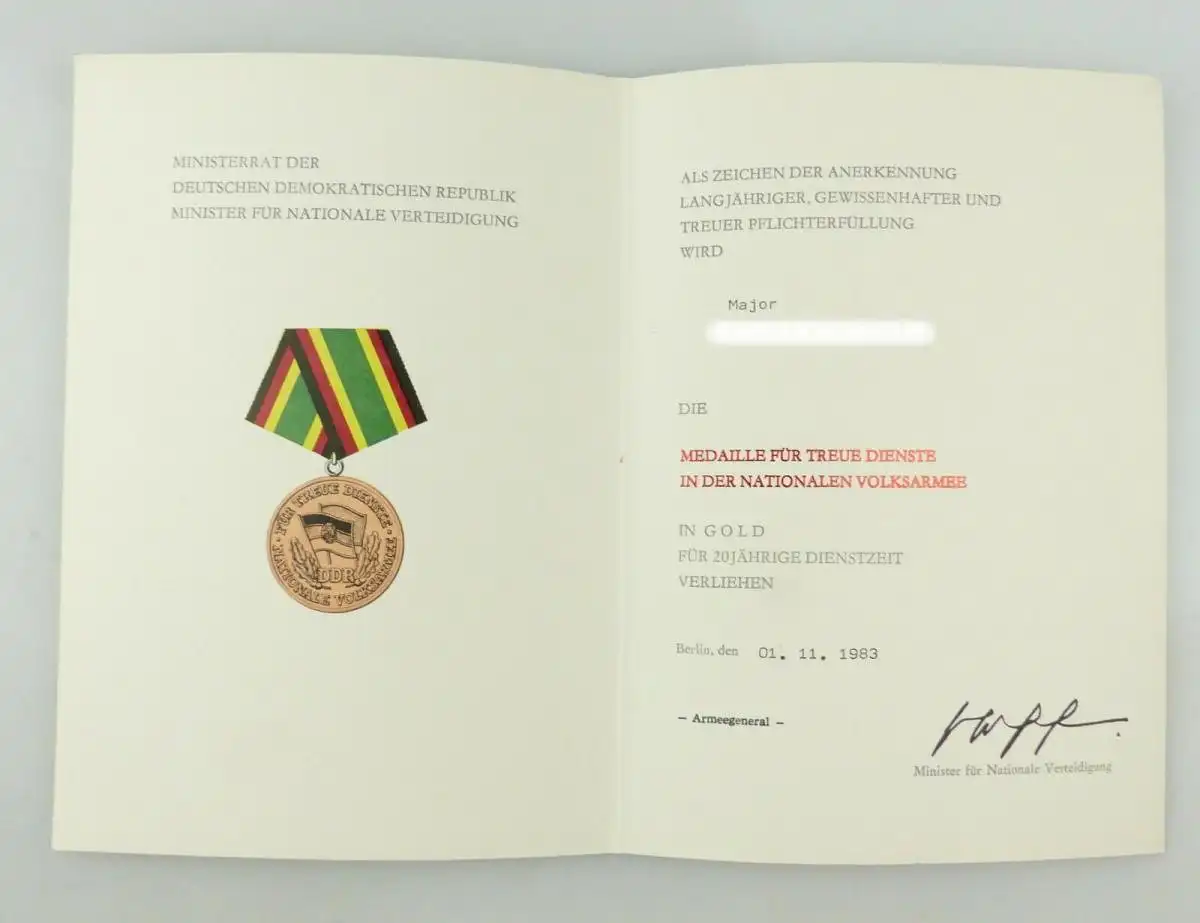 MINISTERRAT DER
DEUTSCHEN DEMOKRATISCHEN REPUBLIK
MINISTER FÜR NATIONALE VERTEIDIGUNG
· FÜR TREUE DIENSTE ·
NATIONALE VOLKSARMEE
DDR
ALS ZEICHEN DER ANERKENNUNG
LANGJÄHRIGER, GEWISSENHAFTER UND
TREUER PFLICHTERFÜLLUNG
WIRD
Major
DIE
MEDAILLE FÜR TREUE DIENSTE
IN DER NATIONALEN VOLKSARMEE
IN GOLD
FÜR 20JÄHRIGE DIENSTZEIT
VERLIEHEN
Berlin, den 01. 11. 1983
– Armeegeneral –
Minister für Nationale Verteidigung